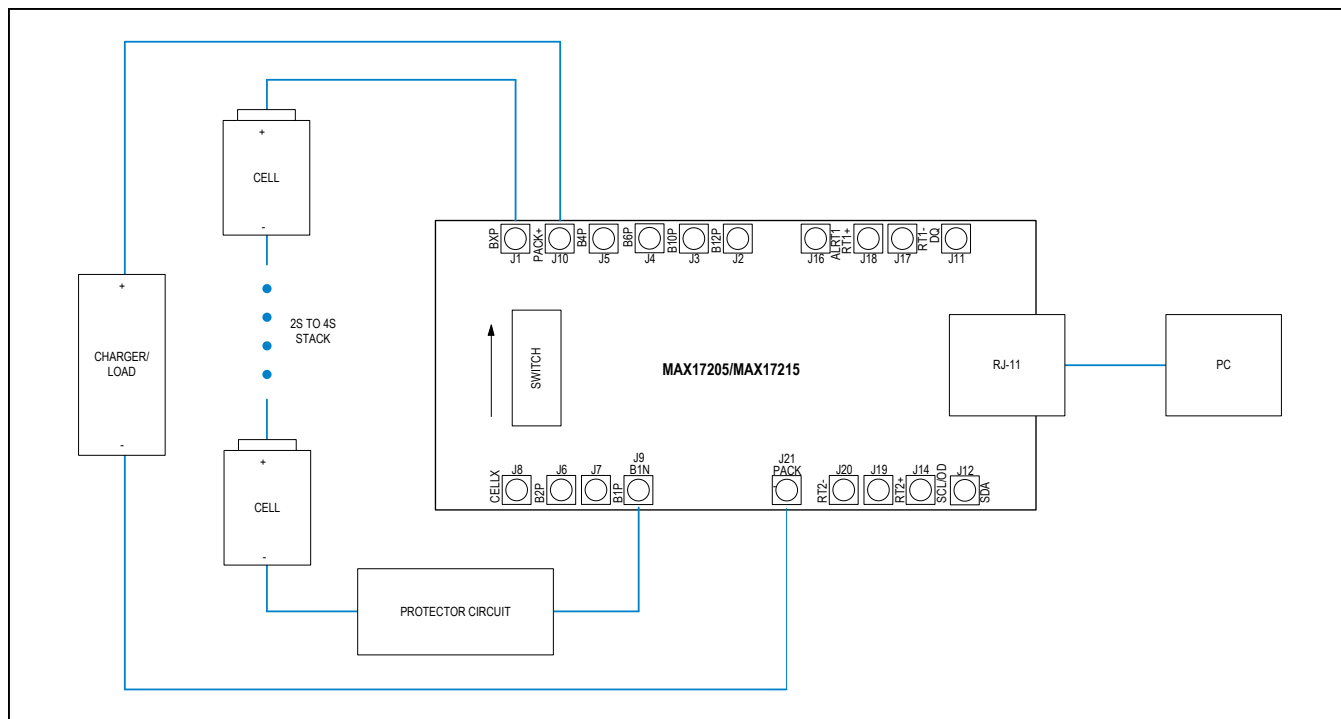 +
CELL
-
2S TO 4S
STACK
+
CHARGER/
LOAD
-
+
CELL
-
PROTECTOR CIRCUIT
BXP
J1
PACK+
J10
B4P
J5
B6P
J4
B10P
J3
B12P
J2
J16
ALRT1
RT1+
J18
J17
RT1-
DQ
J11
SWITCH
MAX17205/MAX17215
RJ-11
PC
CELLX
J8
B2P
J6
J7
B1P
J9
B1N
J21
PACK
-
RT2-
J20
J19
RT2+
J14
SCL/OD
J12
SDA